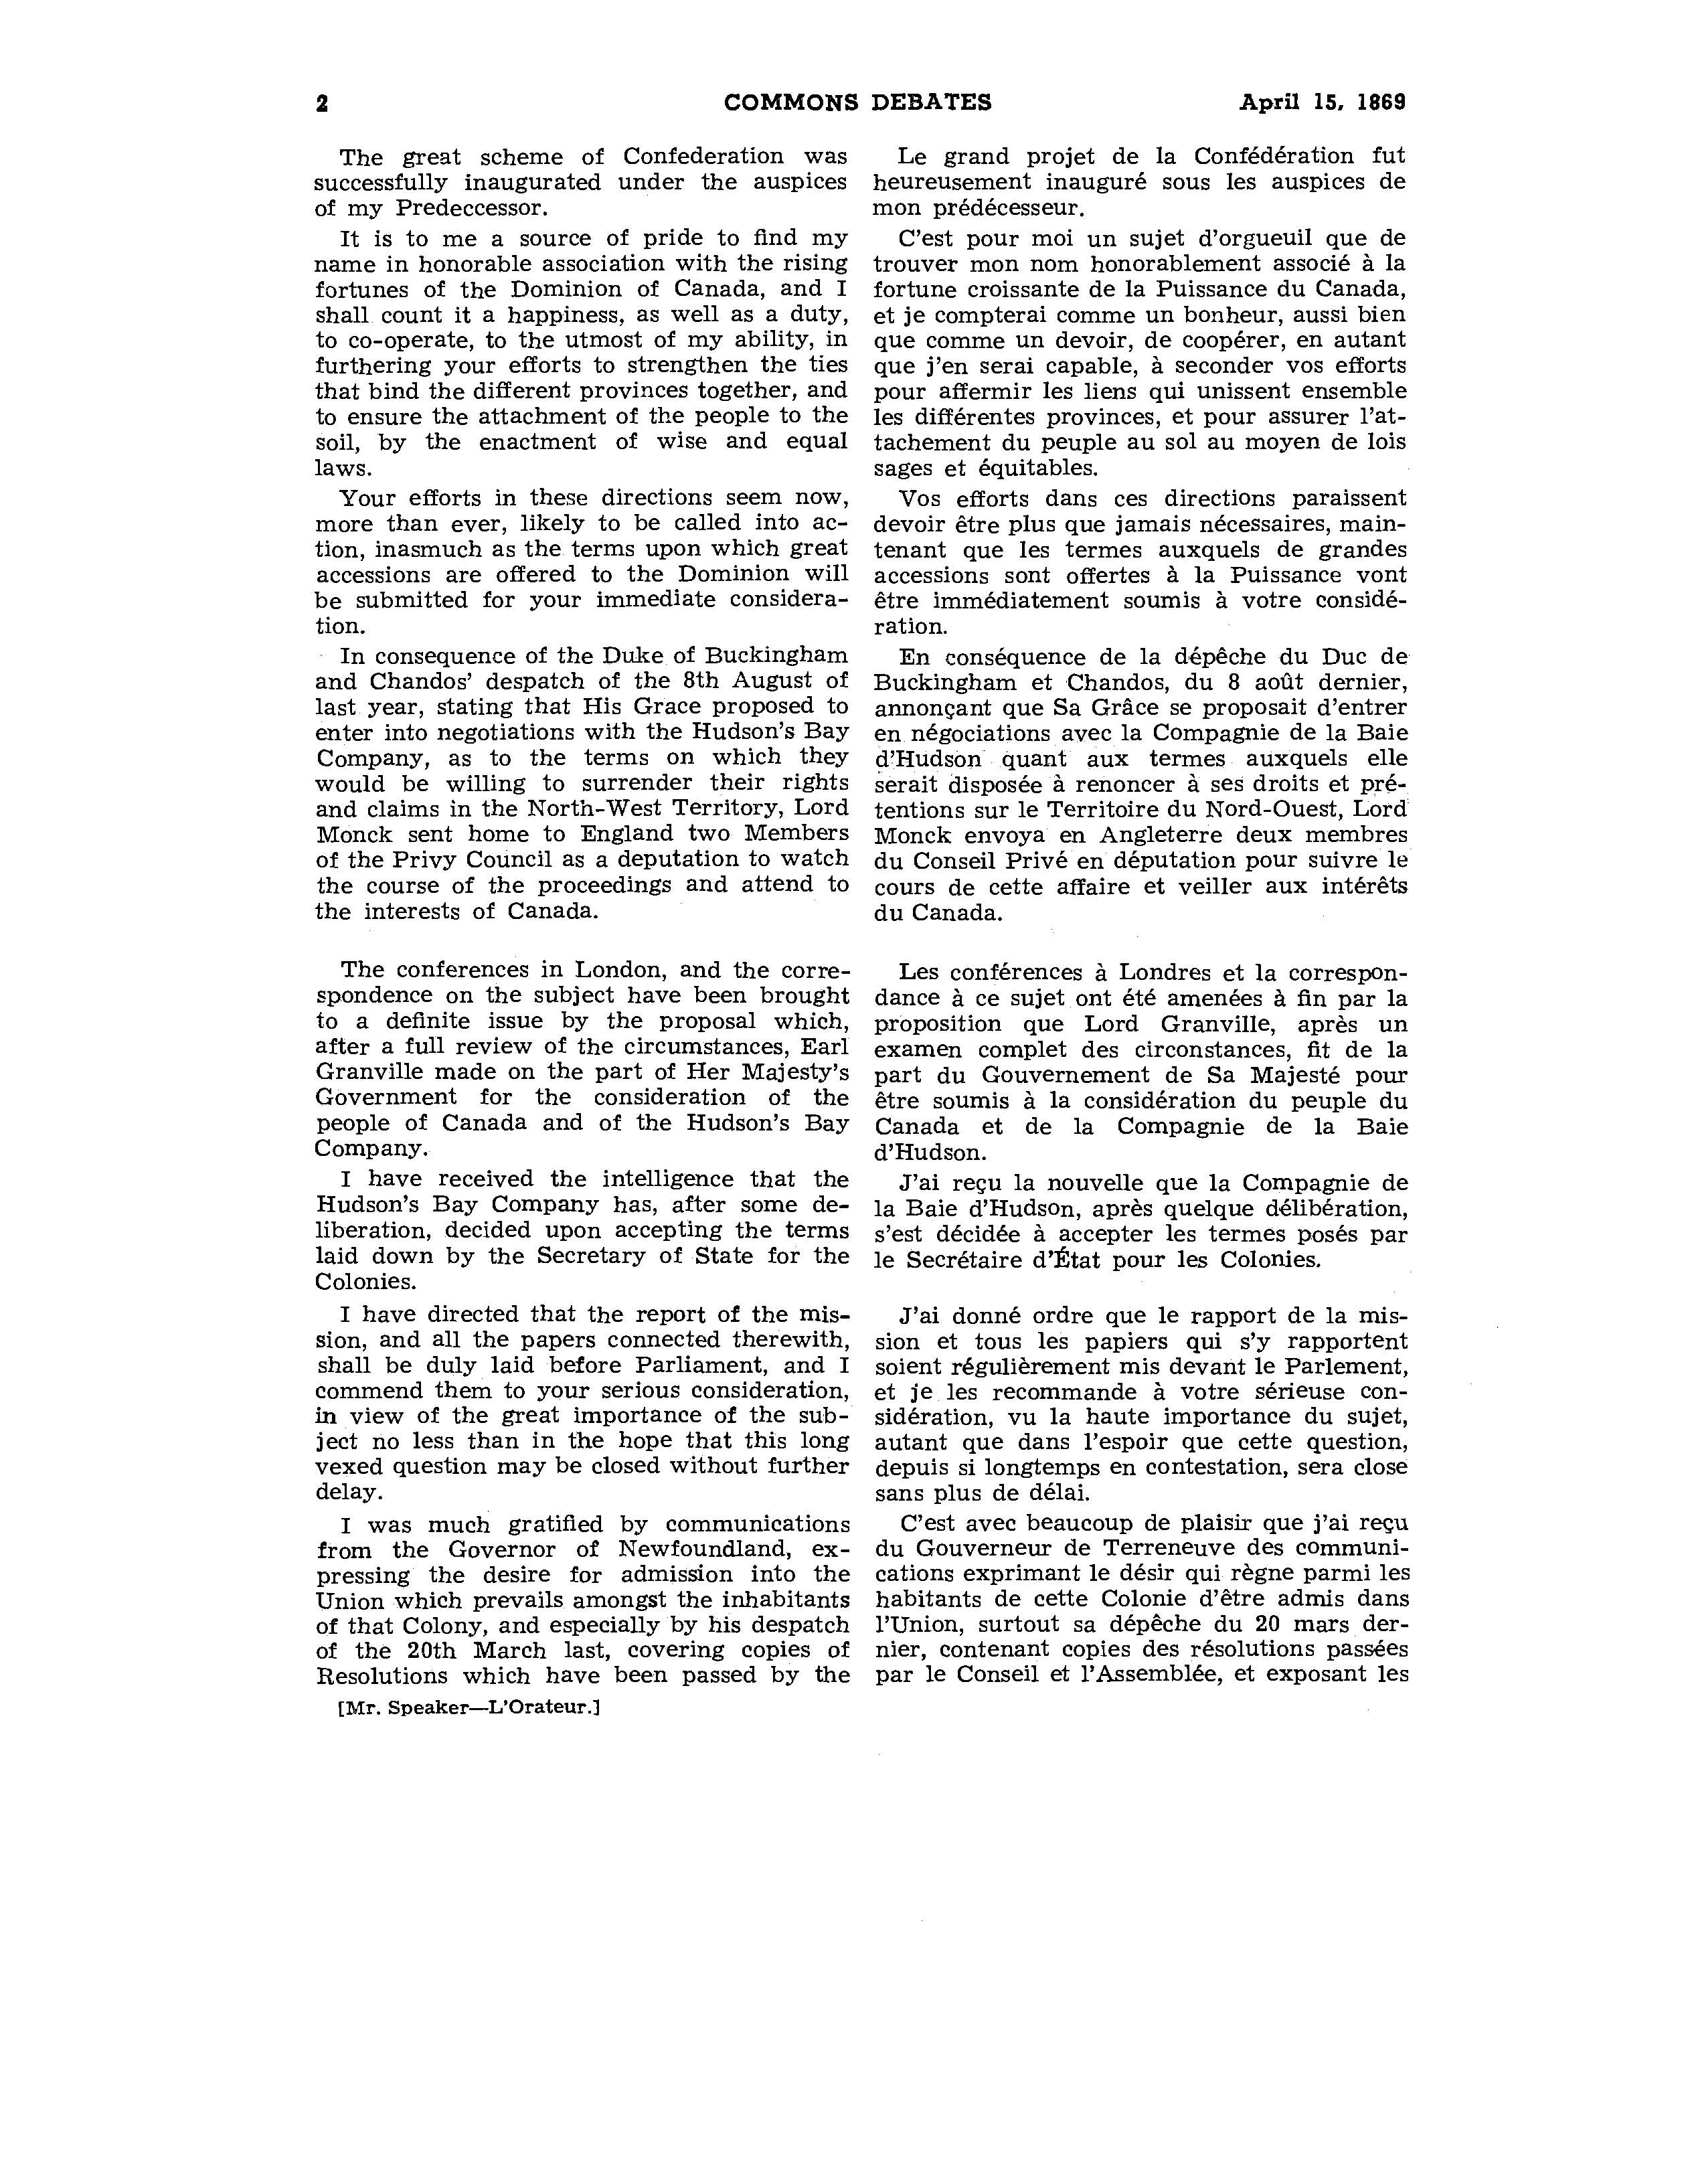 2 COMMONS DEBATES April 15, 1869
The great scheme of Confederation was
successfully inaugurated under the auspices
of my Predeccessor.
It is to me a source of pride to find my
name in honorable association with the rising
fortunes of the Dominion of Canada, and I
shall count it a happiness, as well as a duty,
to co-operate, to the utmost of my ability, in
furthering your efforts to strengthen the ties
that bind the different provinces together, and
to ensure the attachment of the people to the
soil, by the enactment of wise and equal
laws.
Your efforts in these directions seem now,
more than ever, likely to be called into ac-
tion, inasmuch as the terms upon which great
accessions are offered to the Dominion will
be submitted for your immediate considera-
tion.
In consequence of the Duke of Buckingham
and Chandos' despatch of the 8th August of
last year, stating that His Grace proposed to
enter into negotiations with the Hudson's Bay
Company, as to the terms on which they
would be willing to surrender their rights
and claims in the North-West Territory, Lord
Monck sent home to England two Members
of the Privy Council as a deputation to watch
the course of the proceedings and attend to
the interests of Canada.
The conferences in London, and the corre-
spondence on the subject have been brought
to a definite issue by the proposal which,
after a full review of the circumstances, Earl
Granville made on the part of Her Majesty's
Government for the consideration of the
people of Canada and of the Hudson's Bay
Company.
I have received the intelligence that the
Hudson's Bay Company has, after some de-
liberation, decided upon accepting the terms
laid down by the Secretary of State for the
Colonies.
I have directed that the report of the mis-
sion, and all the papers connected therewith,
shall be duly laid before Parliament, and I
commend them to your serious consideration,
in view of the great importance of the sub-
ject no less than in the hope that this long
vexed question may be closed without further
delay.
I was much gratified by communications
from the Governor of Newfoundland, ex-
pressing the desire for admission into the
Union which prevails amongst the inhabitants
of that Colony, and especially by his despatch
of the 20th March last, covering copies of
Resolutions which have been passed by the
[Mr. Speaker—L'Orateur.]
Le grand projet de la Confédération fut
heureusement inauguré sous les auspices de
mon prédécesseur.
C'est pour moi un sujet d'orgueuil que de
trouver mon nom honorablement associé à la
fortune croissante de la Puissance du Canada,
et je compterai comme un bonheur, aussi bien
que comme un devoir, de coopérer, en autant
que j'en serai capable, à seconder vos efforts
pour affermir les liens qui unissent ensemble
les différentes provinces, et pour assurer l'at-
tachement du peuple au sol au moyen de lois
sages et équitables.
Vos efforts dans ces directions paraissent
devoir être plus que jamais nécessaires, main-
tenant que les termes auxquels de grandes
accessions sont offertes à la Puissance vont
être immédiatement soumis à votre considé-
ration.
En conséquence de la dépêche du Duc de
Buckingham et Chandos, du 8 août dernier,
annonçant que Sa Grâce se proposait d'entrer
en négociations avec la Compagnie de la Baie
d'Hudson quant aux termes auxquels elle
serait disposée à renoncer à ses droits et pré-
tentions sur le Territoire du Nord-Ouest, Lord
Monck envoya en Angleterre deux membres
du Conseil Privé en députation pour suivre le
cours de cette affaire et veiller aux intérêts
du Canada.
Les conférences à Londres et la correspon-
dance à ce sujet ont été amenées à fin par la
proposition que Lord Granville, après un
examen complet des circonstances, fit de la
part du Gouvernement de Sa Majesté pour
être soumis à la considération du peuple du
Canada et de la Compagnie de la Baie
d'Hudson.
J'ai reçu la nouvelle que la Compagnie de
la Baie d'Hudson, après quelque délibération,
s'est décidée à accepter les termes posés par
le Secrétaire d'État pour les Colonies.
J'ai donné ordre que le rapport de la mis-
sion et tous les papiers qui s'y rapportent
soient régulièrement mis devant le Parlement,
et je les recommande à votre sérieuse con-
sidération, vu la haute importance du sujet,
autant que dans l'espoir que cette question,
depuis si longtemps en contestation, sera close
sans plus de délai.
C'est avec beaucoup de plaisir que j'ai reçu
du Gouverneur de Terreneuve des communi-
cations exprimant le désir qui règne parmi les
habitants de cette Colonie d'être admis dans
l'Union, surtout sa dépêche du 20 mars der-
nier, contenant copies des résolutions passées
par le Conseil et l'Assemblée, et exposant les